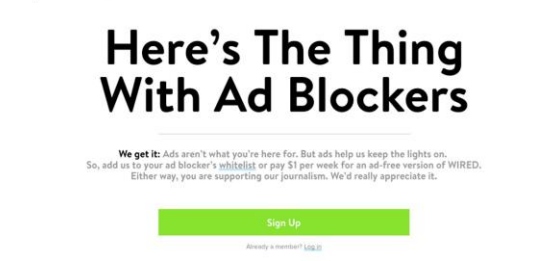 Here's The Thing
With Ad Blockers
We get it: Ads aren't what you're here for. But ads help us keep the lights on.
So, add us to your ad blocker's whitelist or pay $1 per week for an ad-free version of WIRED.
Either way, you are supporting our journalism. We'd really appreciate it.
Sign Up
Already a member? Log in